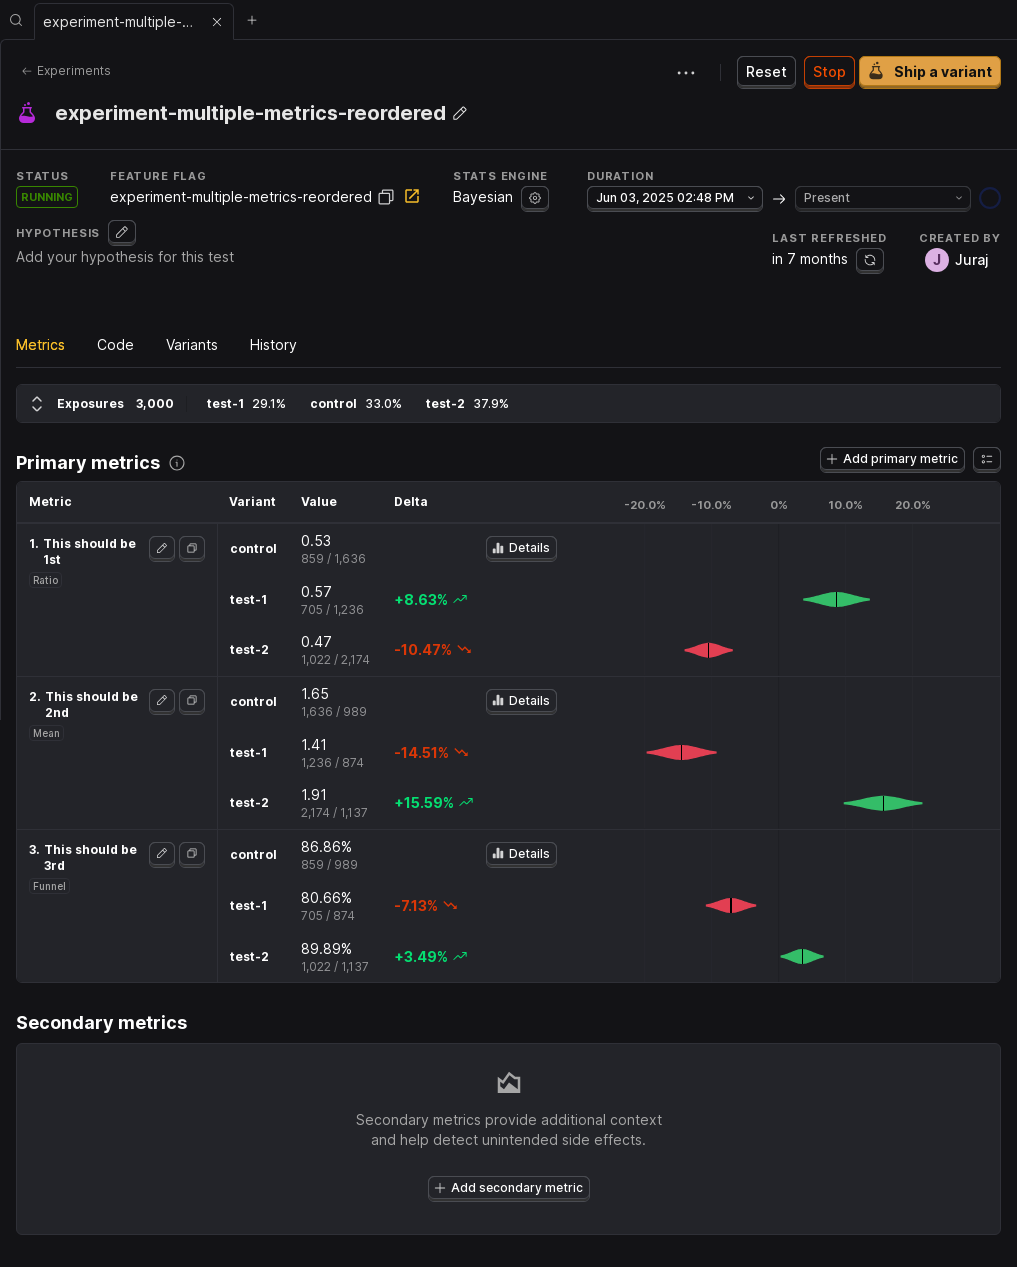 experiment-multiple-...
Experiments
Reset
Stop
Ship a variant
experiment-multiple-metrics-reordered
STATUS
FEATURE FLAG
STATS ENGINE
DURATION
RUNNING
experiment-multiple-metrics-reordered
Bayesian
Jun 03, 2025 02:48 PM
Present
HYPOTHESIS
Add your hypothesis for this test
LAST REFRESHED
CREATED BY
in 7 months
J
Juraj
Metrics
Code
Variants
History
Exposures 3,000 test-1 29.1% control 33.0% test-2 37.9%
Primary metrics
Add primary metric
Metric Variant Value Delta -20.0% -10.0% 0% 10.0% 20.0%
1. This should be
1st
Ratio
control
0.53
859 / 1,636
Details
test-1
0.57
705 / 1,236
+8.63%
test-2
0.47
1,022 / 2,174
-10.47%
2. This should be
2nd
Mean
control
1.65
1,636 / 989
Details
test-1
1.41
1,236 / 874
-14.51%
test-2
1.91
2,174 / 1,137
+15.59%
3. This should be
3rd
Funnel
control
86.86%
859 / 989
Details
test-1
80.66%
705 / 874
-7.13%
test-2
89.89%
1,022 / 1,137
+3.49%
Secondary metrics
Secondary metrics provide additional context
and help detect unintended side effects.
Add secondary metric